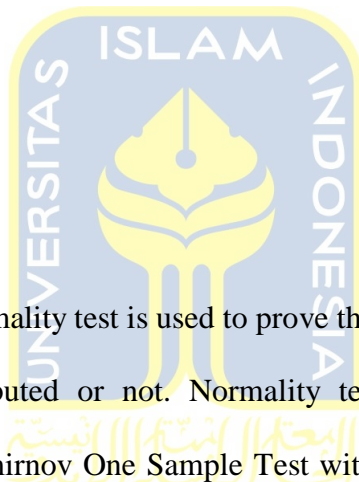 ISLAM
UNIVERSITAS
INDONESIA
mality test is used to prove th
buted or not. Normality te
hirnov One Sample Test wit